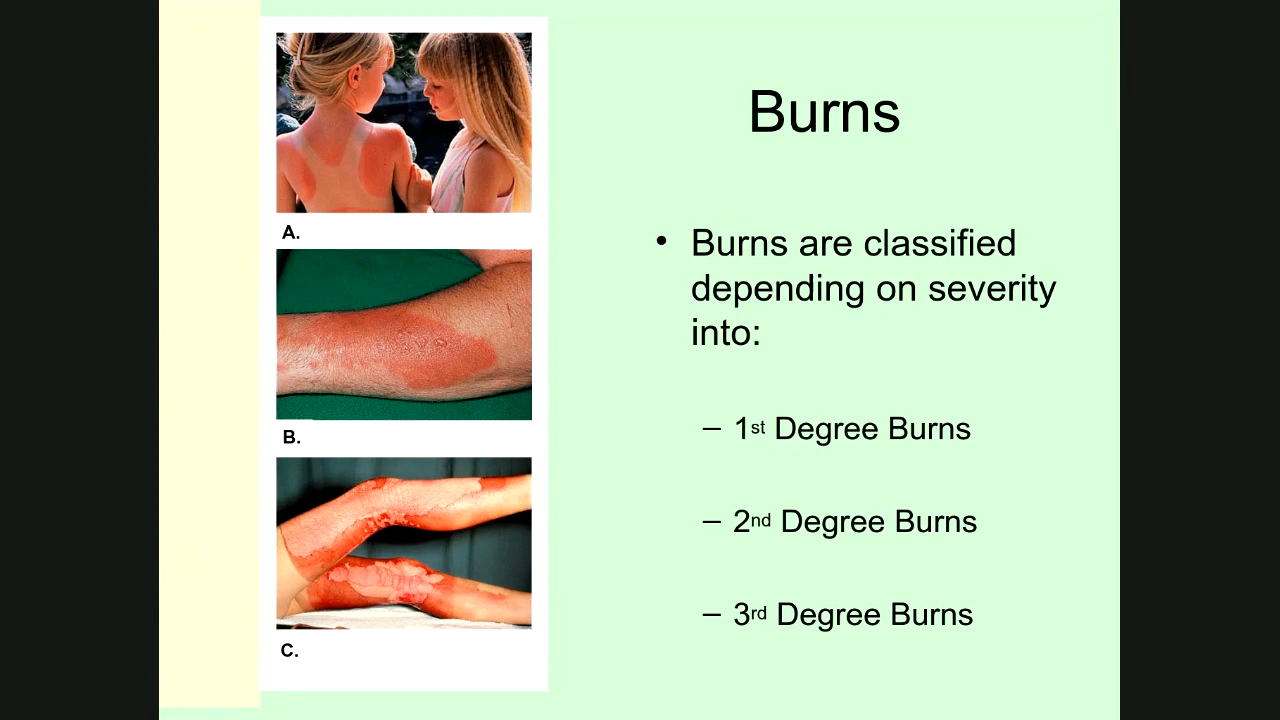 Burns
A.
B.
C.
• Burns are classified
depending on severity
into:
– 1st Degree Burns
– 2nd Degree Burns
– 3rd Degree Burns